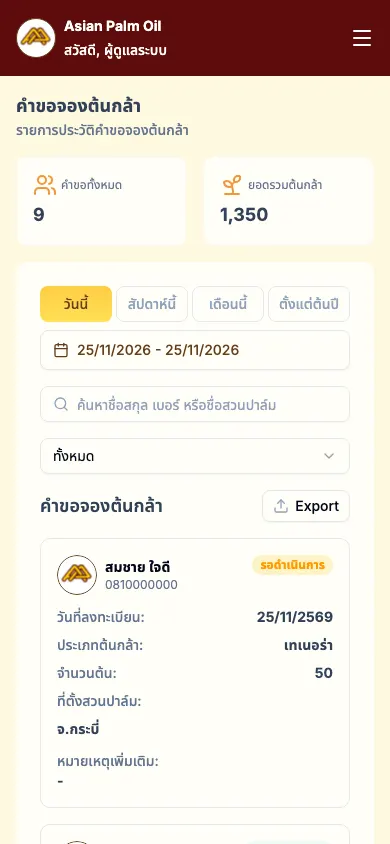 Asian Palm Oil
สวัสดี, ผู้ดูแลระบบ
คำขอจองต้นกล้า
รายการประวัติคำขอจองต้นกล้า
คำขอทั้งหมด
9
ยอดรวมต้นกล้า
1,350
วันนี้
สัปดาห์นี้
เดือนนี้
ตั้งแต่ต้นปี
25/11/2026 - 25/11/2026
ค้นหาชื่อสกุล เบอร์ หรือชื่อสวนปาล์ม
ทั้งหมด
คำขอจองต้นกล้า
Export
สมชาย ใจดี
0810000000
รอดำเนินการ
วันที่ลงทะเบียน: 25/11/2569
ประเภทต้นกล้า: เทเนอร่า
จำนวนต้น: 50
ที่ตั้งสวนปาล์ม:
จ.กระบี่
หมายเหตุเพิ่มเติม:
-